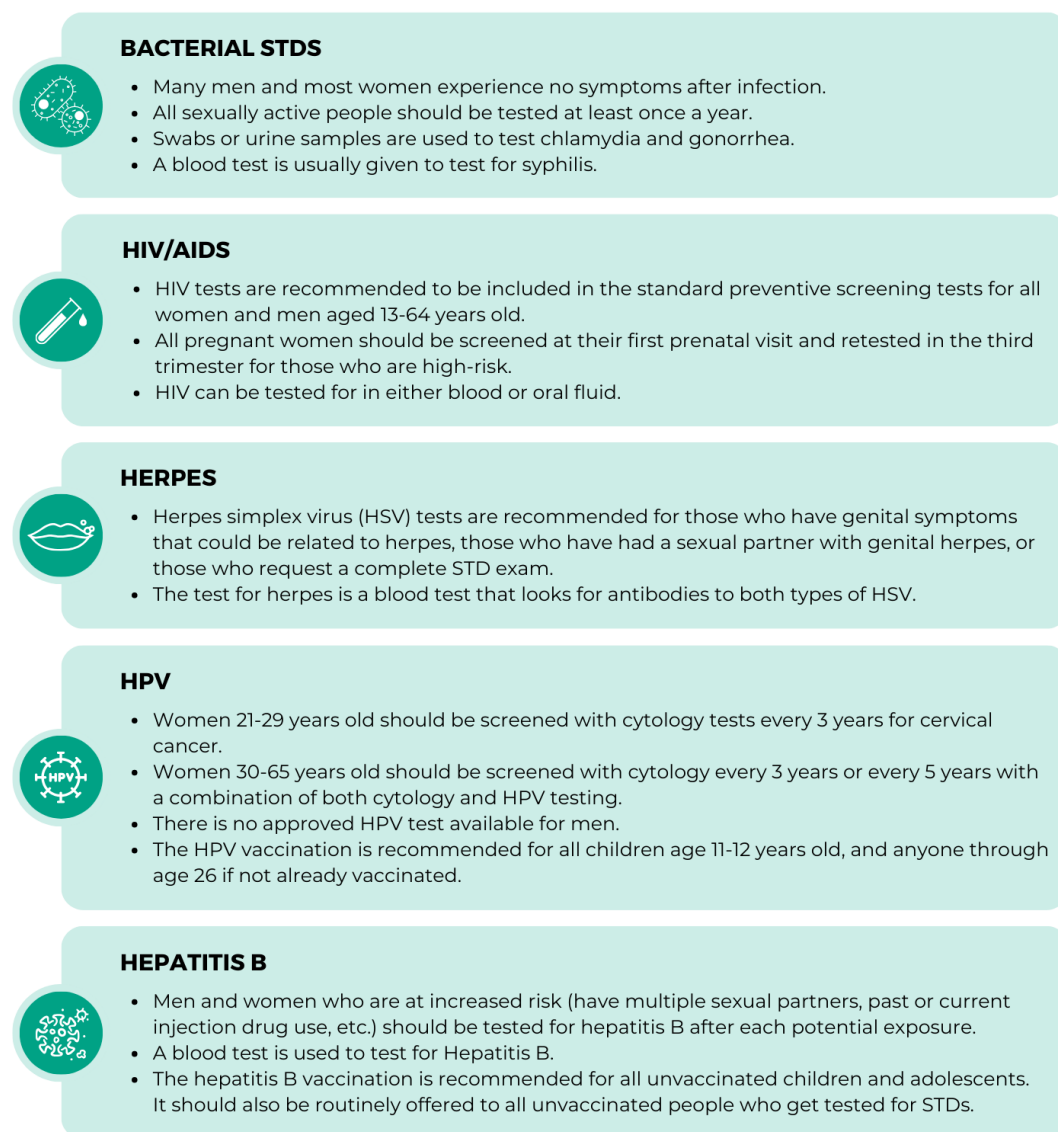 BACTERIAL STDS
• Many men and most women experience no symptoms after infection.
• All sexually active people should be tested at least once a year.
• Swabs or urine samples are used to test chlamydia and gonorrhea.
• A blood test is usually given to test for syphilis.
HIV/AIDS
• HIV tests are recommended to be included in the standard preventive screening tests for all
women and men aged 13-64 years old.
• All pregnant women should be screened at their first prenatal visit and retested in the third
trimester for those who are high-risk.
• HIV can be tested for in either blood or oral fluid.
HERPES
• Herpes simplex virus (HSV) tests are recommended for those who have genital symptoms
that could be related to herpes, those who have had a sexual partner with genital herpes, or
those who request a complete STD exam.
• The test for herpes is a blood test that looks for antibodies to both types of HSV.
HPV
• Women 21-29 years old should be screened with cytology tests every 3 years for cervical
cancer.
HPV
• Women 30-65 years old should be screened with cytology every 3 years or every 5 years with
a combination of both cytology and HPV testing.
• There is no approved HPV test available for men.
• The HPV vaccination is recommended for all children age 11-12 years old, and anyone through
age 26 if not already vaccinated.
HEPATITIS B
• Men and women who are at increased risk (have multiple sexual partners, past or current
injection drug use, etc.) should be tested for hepatitis B after each potential exposure.
• A blood test is used to test for Hepatitis B.
• The hepatitis B vaccination is recommended for all unvaccinated children and adolescents.
It should also be routinely offered to all unvaccinated people who get tested for STDs.